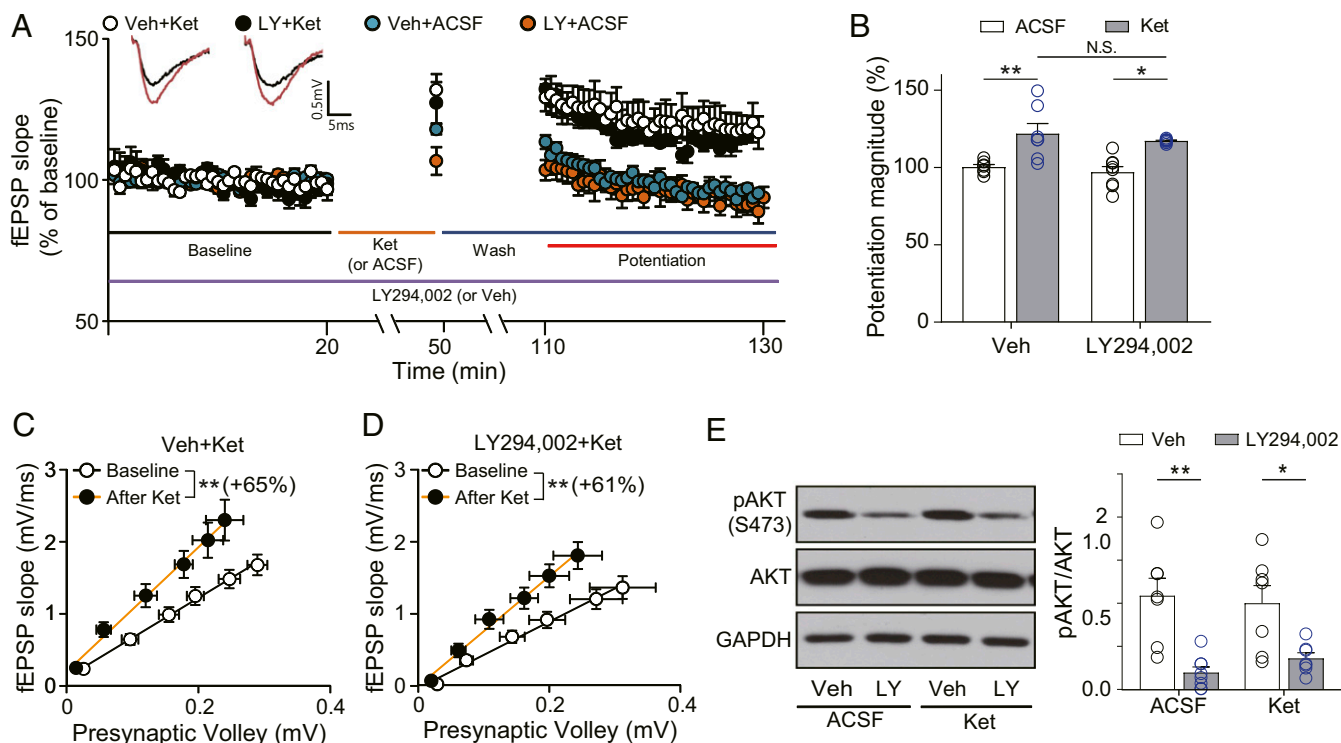 A
Veh+Ket
LY+Ket
Veh+ACSF
LY+ACSF
150
100
50
fEPSP slope
(% of baseline)
0.5mV
5ms
Baseline
Ket
(or ACSF)
Wash
Potentiation
LY294,002 (or Veh)
20
50
110
130
Time (min)
B
ACSF
Ket
N.S.
**
*
Potentiation magnitude (%)
150
100
50
0
Veh
LY294,002
C
Veh+Ket
Baseline
After Ket
**(+65%)
fEPSP slope (mV/ms)
3
2
1
0
0
0.2
0.4
Presynaptic Volley (mV)
D
LY294,002+Ket
Baseline
After Ket
**(+61%)
fEPSP slope (mV/ms)
3
2
1
0
0
0.2
0.4
Presynaptic Volley (mV)
E
pAKT
(S473)
AKT
GAPDH
Veh
LY
Veh
LY
ACSF
Ket
Veh
LY294,002
**
*
pAKT/AKT
2
1.0
0.5
0.0
ACSF
Ket